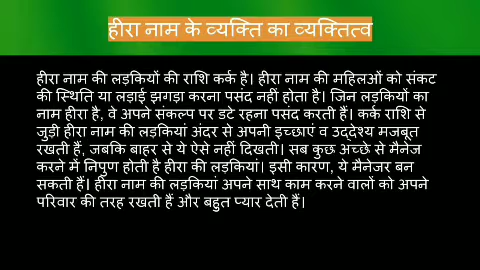 हीरा नाम के व्यक्ति का व्यक्तित्व
हीरा नाम की लड़कियों की राशि कर्क है। हीरा नाम की महिलओं को संकट
की स्थिति या लड़ाई झगड़ा करना पसंद नहीं होता है। जिन लड़कियों का
नाम हीरा है, वे अपने संकल्प पर डटे रहना पसंद करती हैं। कर्क राशि से
जुड़ी हीरा नाम की लड़कियां अंदर से अपनी इच्छाएं व उद्देश्य मजबूत
रखती हैं, जबकि बाहर से ये ऐसे नहीं दिखती। सब कुछ अच्छे से मैनेज
करने में निपुण होती है हीरा की लड़कियां। इसी कारण, ये मैनेजर बन
सकती हैं। हीरा नाम की लड़कियां अपने साथ काम करने वालों को अपने
परिवार की तरह रखती हैं और बहुत प्यार देती हैं।